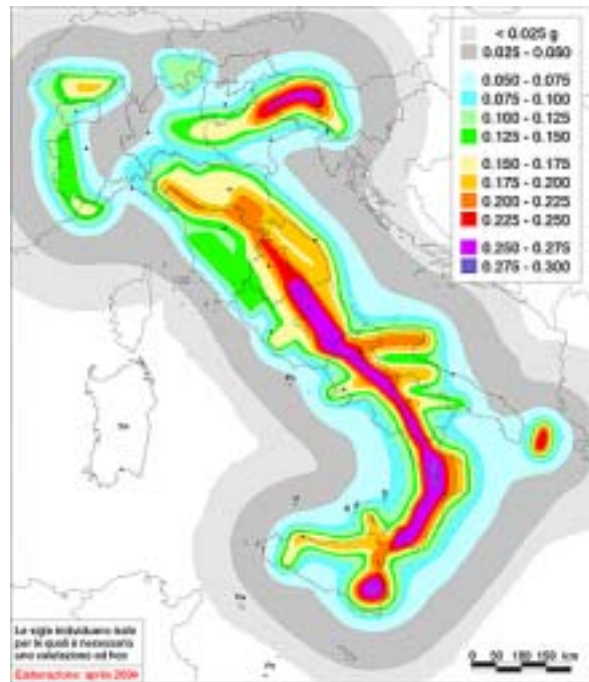 < 0.025 g
0.025 - 0.050
0.050 - 0.075
0.075 - 0.100
0.100 - 0.125
0.125 - 0.150
0.150 - 0.175
0.175 - 0.200
0.200 - 0.225
0.225 - 0.250
0.250 - 0.275
0.275 - 0.300
Le sigle individuano isole
per le quali è necessaria
una valutazione ad hoc
Elaborazione: aprile 2004
0 50 100 150 km